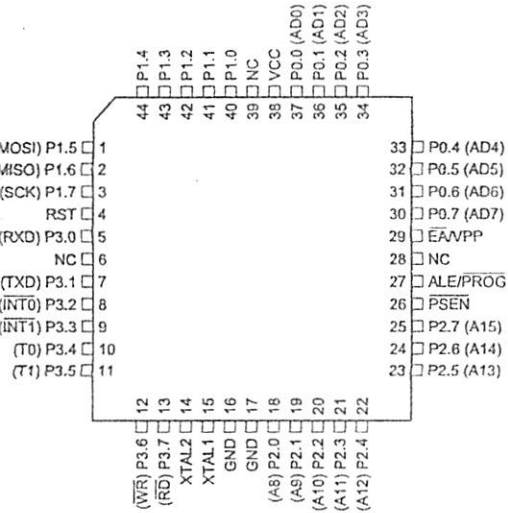 P1.4
P1.3
P1.2
P1.1
P1.0
NC
VCC
P0.0 (AD0)
P0.1 (AD1)
P0.2 (AD2)
P0.3 (AD3)
44 43 42 41 40 39 38 37 36 35 34
MOSI) P1.5 1
MISO) P1.6 2
(SCK) P1.7 3
RST 4
(RXD) P3.0 5
NC 6
(TXD) P3.1 7
(INT0) P3.2 8
(INT1) P3.3 9
(T0) P3.4 10
(T1) P3.5 11
33 P0.4 (AD4)
32 P0.5 (AD5)
31 P0.6 (AD6)
30 P0.7 (AD7)
29 EA/VPP
28 NC
27 ALE/PROG
26 PSEN
25 P2.7 (A15)
24 P2.6 (A14)
23 P2.5 (A13)
12 13 14 15 16 17 18 19 20 21 22
(WR) P3.6
(RD) P3.7
XTAL2
XTAL1
GND
GND
(A8) P2.0
(A9) P2.1
(A10) P2.2
(A11) P2.3
(A12) P2.4